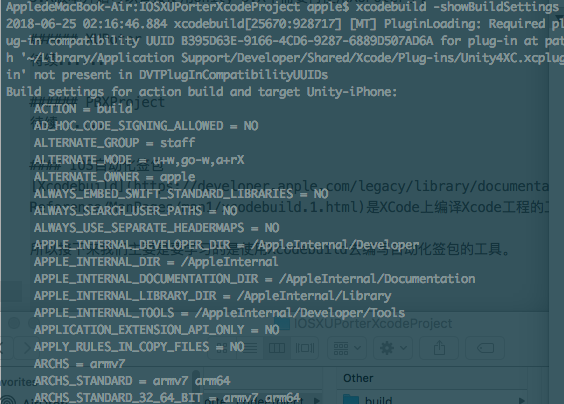 AppledeMacBook-Air:IOSXUPorterXcodeProject apple$ xcodebuild -showBuildSettings
2018-06-25 02:16:46.884 xcodebuild[25670:928717] [MT] PluginLoading: Required pl
ug-in compatibility UUID B395D63E-9166-4CD6-9287-6889D507AD6A for plug-in at pat
h '~/Library/Application Support/Developer/Shared/Xcode/Plug-ins/Unity4XC.xcplug
in' not present in DVTPlugInCompatibilityUUIDs
Build settings for action build and target Unity-iPhone:
ACTION = build
AD_HOC_CODE_SIGNING_ALLOWED = NO
ALTERNATE_GROUP = staff
ALTERNATE_MODE = u+w,go-w,a+rX
ALTERNATE_OWNER = apple
ALWAYS_EMBED_SWIFT_STANDARD_LIBRARIES = NO
ALWAYS_SEARCH_USER_PATHS = NO
ALWAYS_USE_SEPARATE_HEADERMAPS = NO
APPLE_INTERNAL_DEVELOPER_DIR = /AppleInternal/Developer
APPLE_INTERNAL_DIR = /AppleInternal
APPLE_INTERNAL_DOCUMENTATION_DIR = /AppleInternal/Documentation
APPLE_INTERNAL_LIBRARY_DIR = /AppleInternal/Library
APPLE_INTERNAL_TOOLS = /AppleInternal/Developer/Tools
APPLICATION_EXTENSION_API_ONLY = NO
APPLY_RULES_IN_COPY_FILES = NO
ARCHS = armv7
ARCHS_STANDARD = armv7 arm64
ARCHS_STANDARD_32_64_BIT = armv7 arm64
###### PBXProject
IOSXUPorterXcodeProject
Other
build